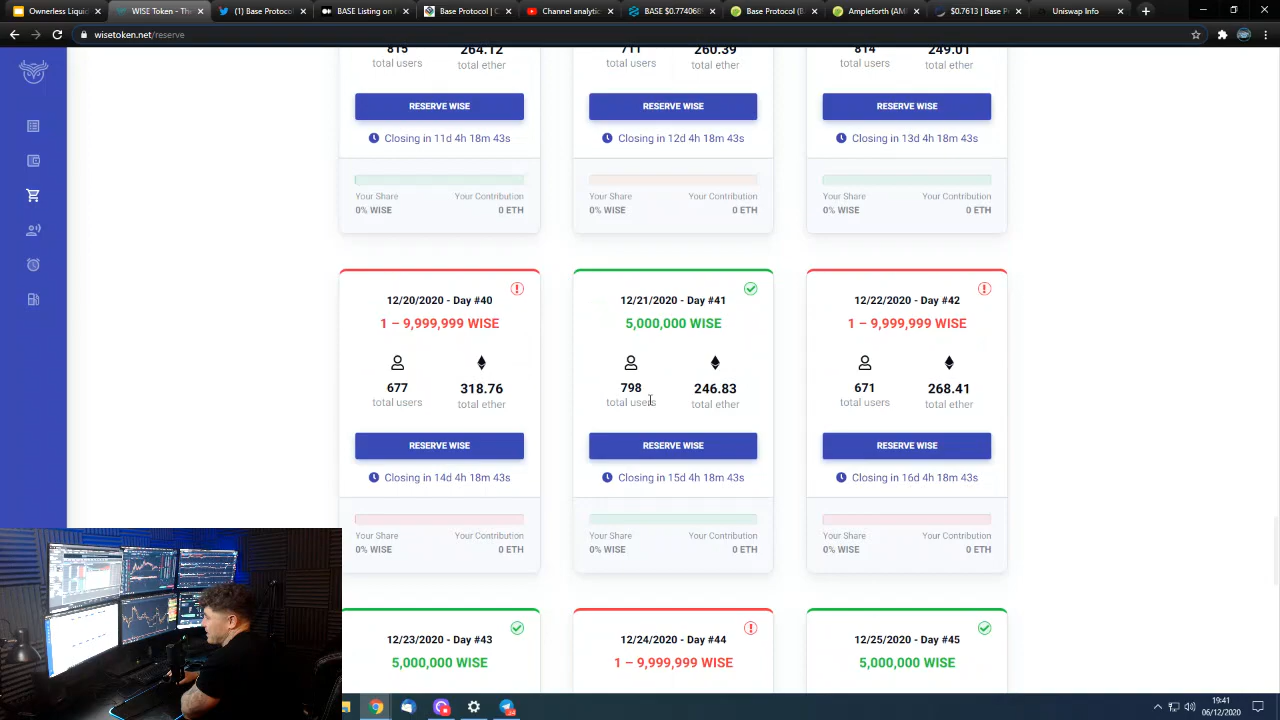 Ownerless Liquid
WISE Token - Th
(1) Base Protoc
BASE Listing on
Base Protocol | C
Channel analytic
BASE $0.77406
Base Protocol (B
Ampleforth (AM
(1) Base P
Uniswap Info
wisetoken.net/reserve
815 264.12 711 260.39 814 249.01
total users total ether total users total ether total users total ether
RESERVE WISE RESERVE WISE RESERVE WISE
Closing in 11d 4h 18m 43s Closing in 12d 4h 18m 43s Closing in 13d 4h 18m 43s
Your Share Your Contribution Your Share Your Contribution Your Share Your Contribution
0% WISE 0 ETH 0% WISE 0 ETH 0% WISE 0 ETH
12/20/2020 - Day #40 12/21/2020 - Day #41 12/22/2020 - Day #42
1 – 9,999,999 WISE 5,000,000 WISE 1 – 9,999,999 WISE
677 318.76 798 246.83 671 268.41
total users total ether total users total ether total users total ether
RESERVE WISE RESERVE WISE RESERVE WISE
Closing in 14d 4h 18m 43s Closing in 15d 4h 18m 43s Closing in 16d 4h 18m 43s
Your Share Your Contribution Your Share Your Contribution Your Share Your Contribution
0% WISE 0 ETH 0% WISE 0 ETH 0% WISE 0 ETH
12/23/2020 - Day #43 12/24/2020 - Day #44 12/25/2020 - Day #45
5,000,000 WISE 1 – 9,999,999 WISE 5,000,000 WISE
19:41
06/12/2020